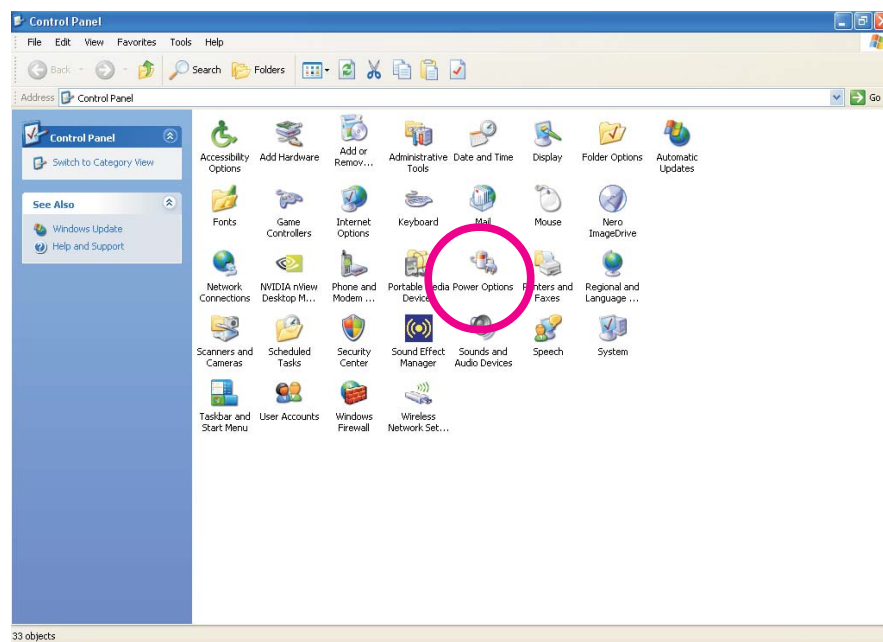 Control Panel
File Edit View Favorites Tools Help
Back Search Folders
Address Control Panel Go
Control Panel
Switch to Category View
See Also
Windows Update
Help and Support
Accessibility Options
Add Hardware
Add or Remov...
Administrative Tools
Date and Time
Display
Folder Options
Automatic Updates
Fonts
Game Controllers
Internet Options
Keyboard
Mail
Mouse
Nero ImageDrive
Network Connections
NVIDIA nView Desktop M...
Phone and Modem ...
Portable Media Devices
Power Options
Printers and Faxes
Regional and Language ...
Scanners and Cameras
Scheduled Tasks
Security Center
Sound Effect Manager
Sounds and Audio Devices
Speech
System
Taskbar and Start Menu
User Accounts
Windows Firewall
Wireless Network Set...
33 objects